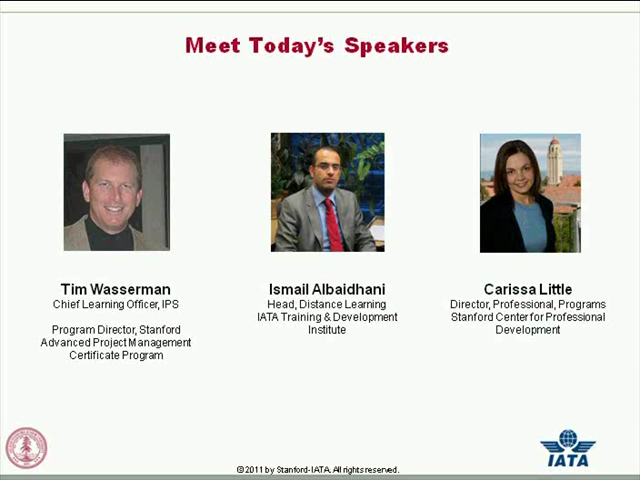 Meet Today's Speakers
Tim Wasserman
Chief Learning Officer, IPS
Program Director, Stanford
Advanced Project Management
Certificate Program
Ismail Albaidhani
Head, Distance Learning
IATA Training & Development
Institute
Carissa Little
Director, Professional, Programs
Stanford Center for Professional
Development
© 2011 by Stanford-IATA. All rights reserved.
IATA